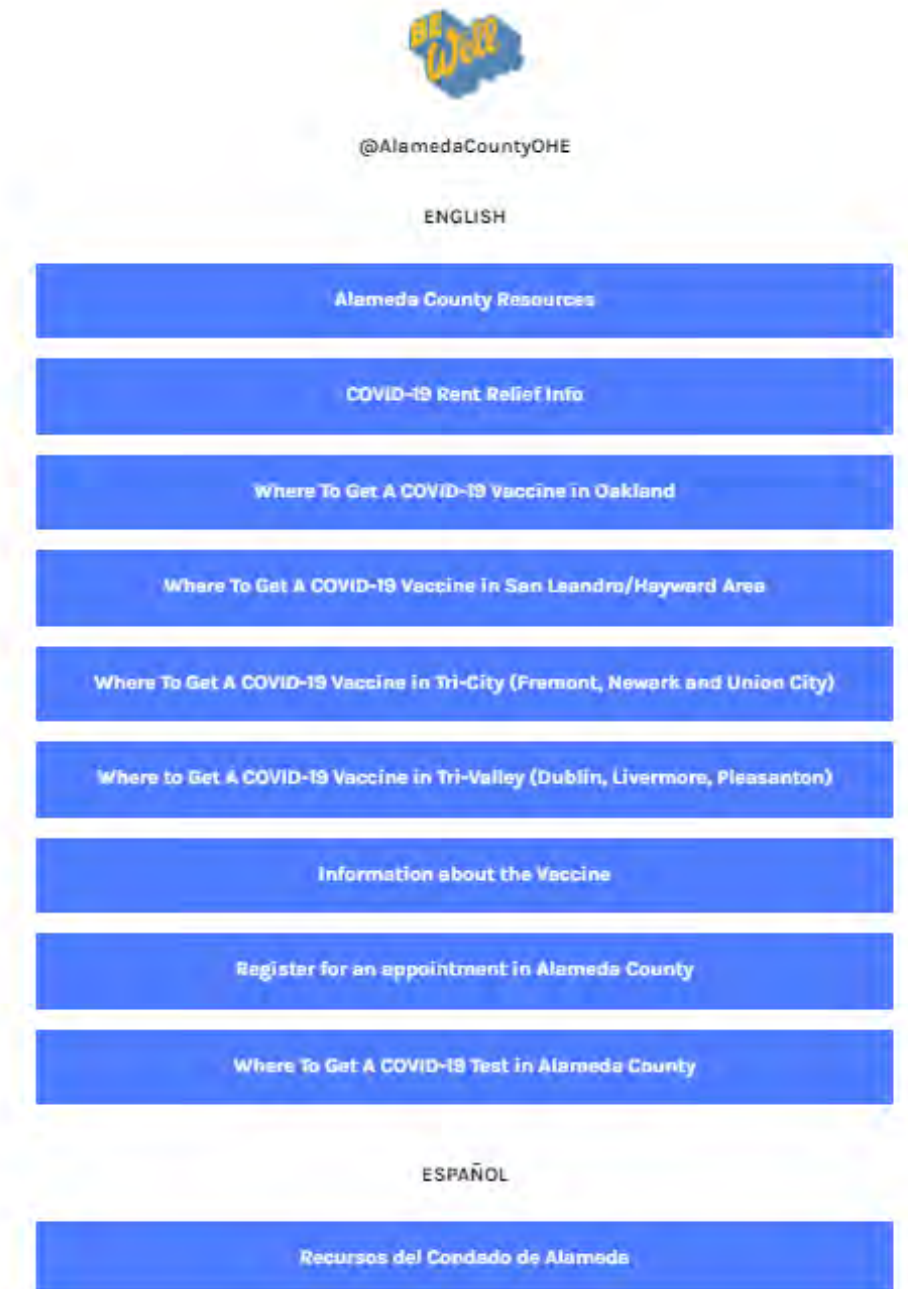 BE
Well
@AlamedaCountyOHE
ENGLISH
Alameda County Resources
COVID-19 Rent Relief Info
Where To Get A COVID-19 Vaccine in Oakland
Where To Get A COVID-19 Vaccine in San Leandro/Hayward Area
Where To Get A COVID-19 Vaccine in Tri-City (Fremont, Newark and Union City)
Where to Get A COVID-19 Vaccine in Tri-Valley (Dublin, Livermore, Pleasanton)
Information about the Vaccine
Register for an appointment in Alameda County
Where To Get A COVID-19 Test in Alameda County
ESPAÑOL
Recursos del Condado de Alameda